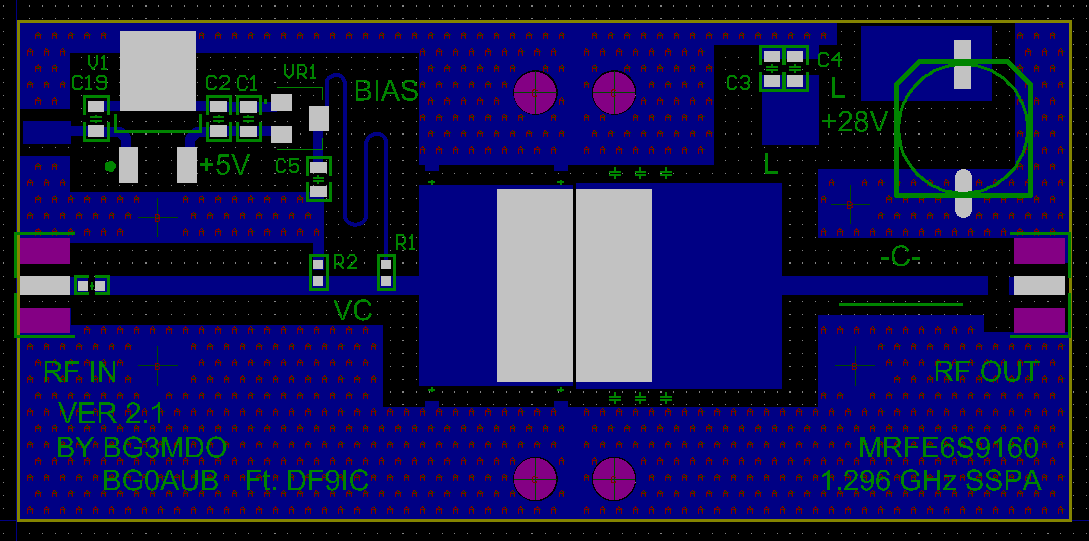 V1
C19
C2
C1
VR1
BIAS
C3
C4
L
+28V
+5V
C5
L
R2
R1
VC
-C-
RF IN
RF OUT
VER 2.1
BY BG3MDO
MRFE6S9160
BG0AUB Ft. DF9IC
1.296 GHz SSPA